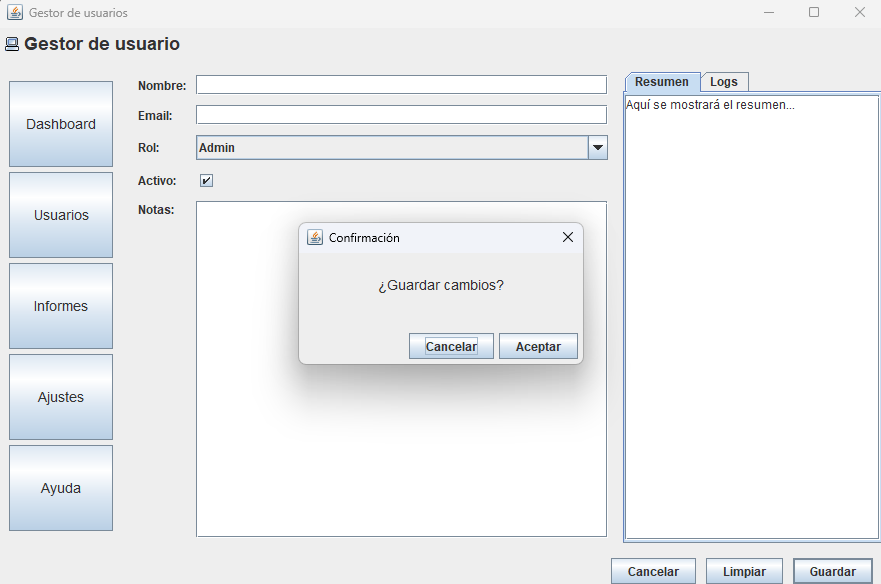 Gestor de usuarios
Gestor de usuario
Dashboard
Usuarios
Informes
Ajustes
Ayuda
Nombre:
Email:
Rol:
Admin
Activo:
Notas:
Confirmación
¿Guardar cambios?
Cancelar
Aceptar
Resumen
Logs
Aquí se mostrará el resumen...
Cancelar
Limpiar
Guardar